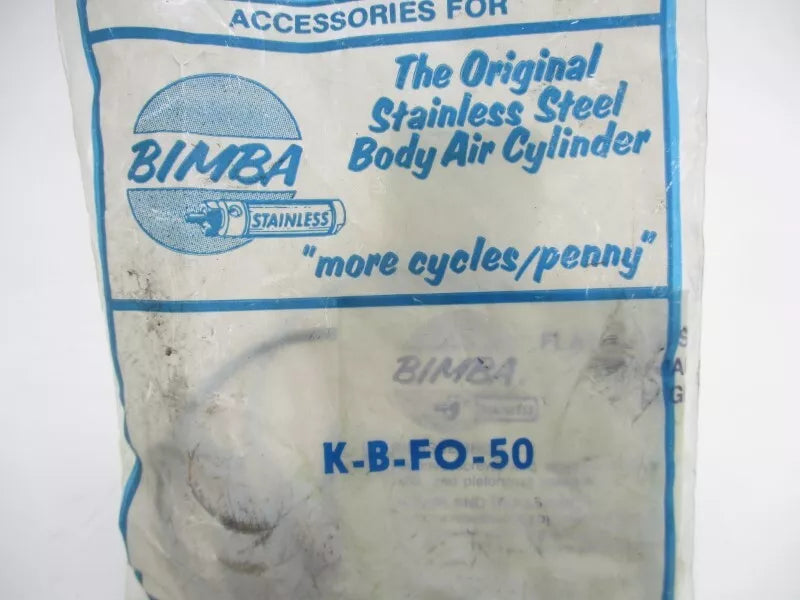 ACCESSORIES FOR
The Original
Stainless Steel
Body Air Cylinder
BIMBA
STAINLESS
"more cycles/penny"
BIMBA
K-B-FO-50